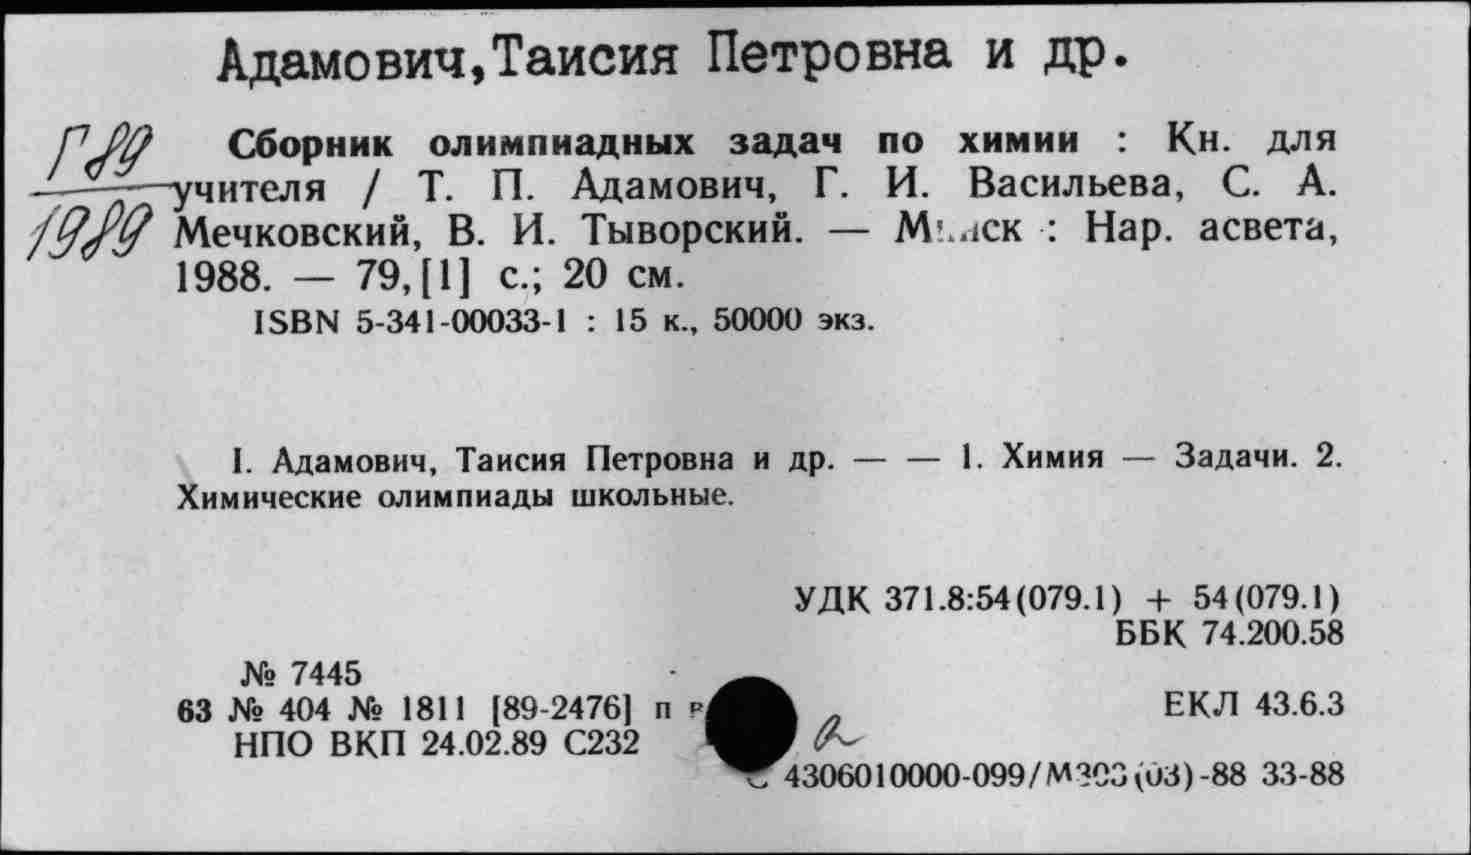 Адамович,Таисия Петровна и др.
Г89
1989
Сборник олимпиадных задач по химии : Кн. для
учителя / Т. П. Адамович, Г. И. Васильева, С. А.
Мечковский, В. И. Тыворский. — Минск : Нар. асвета,
1988. — 79,[1] с.; 20 см.
ISBN 5-341-00033-1 : 15 к., 50000 экз.
I. Адамович, Таисия Петровна и др. — — 1. Химия — Задачи. 2.
Химические олимпиады школьные.
УДК 371.8:54(079.1) + 54(079.1)
ББК 74.200.58
№ 7445
63 № 404 № 1811 [89-2476] п
ЕКЛ 43.6.3
НПО ВКП 24.02.89 С232
4306010000-099/М303(03)-88 33-88